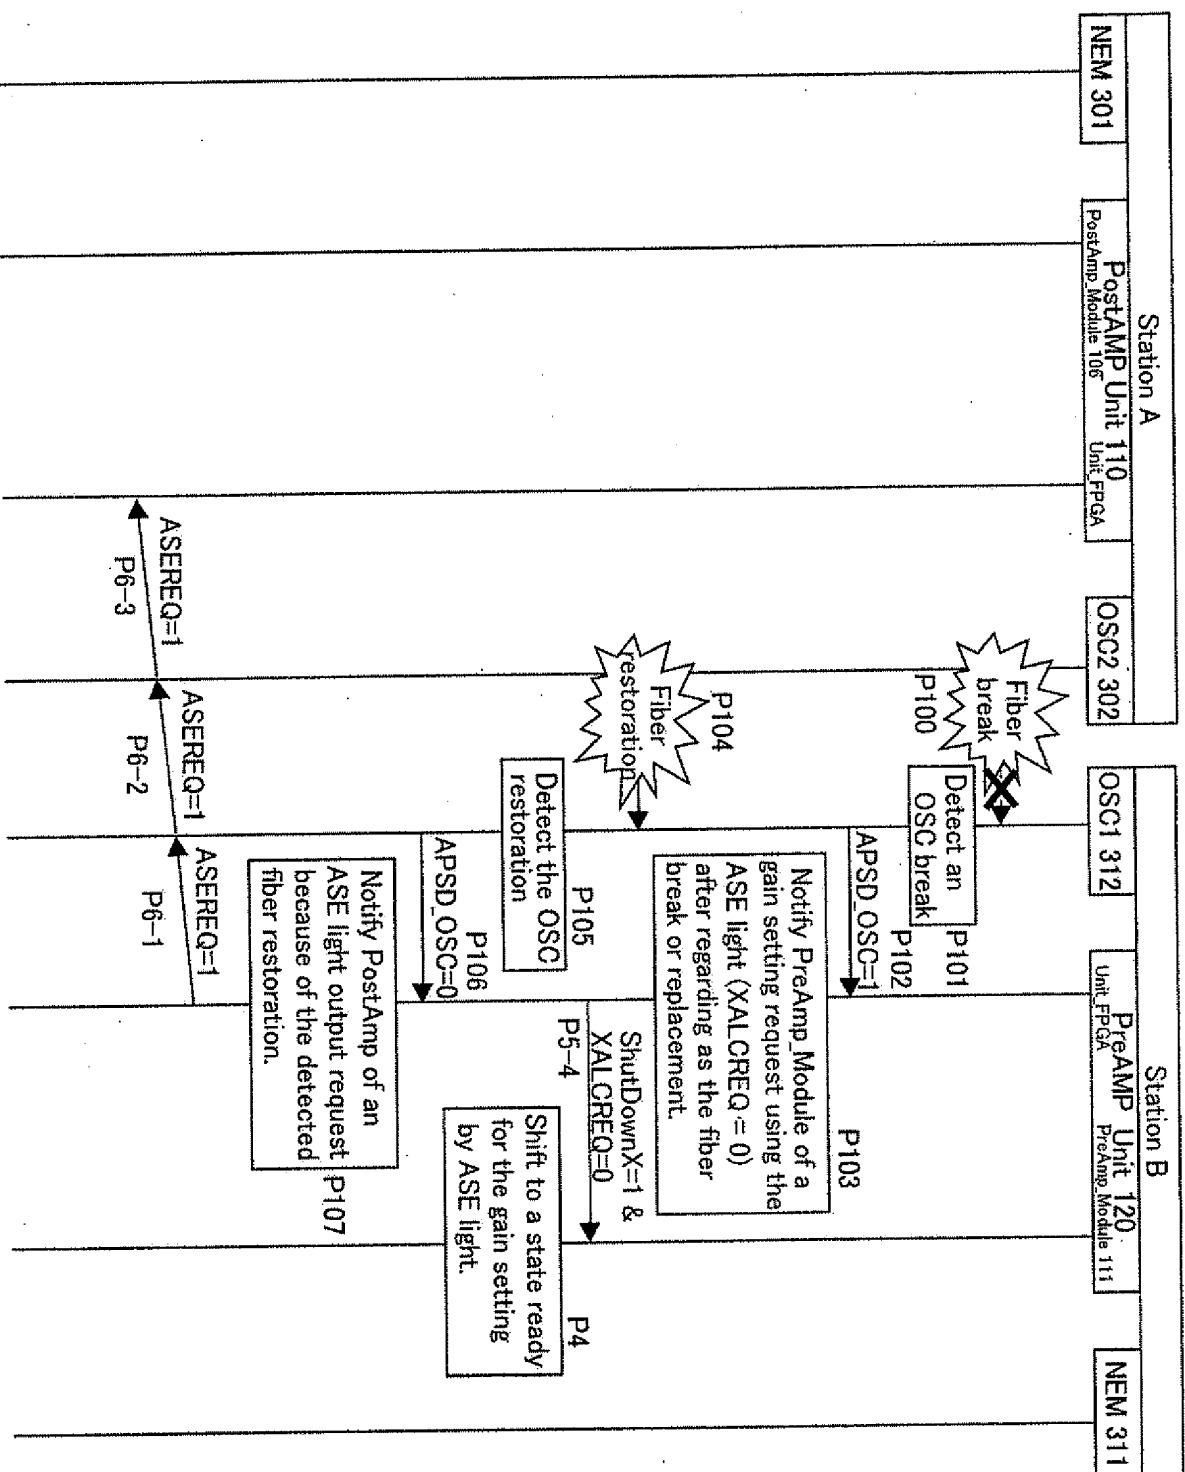 Station A
NEM 301
PostAMP Unit 110
PostAmp_Module 106
Unit_FPGA
OSC2 302
Station B
OSC1 312
PreAMP Unit 120
Unit_FPGA
PreAmp_Module 111
NEM 311
Fiber
break
P100
Detect an
OSC break
P101
P102
APSD_OSC=1
P103
Notify PreAmp_Module of a
gain setting request using the
ASE light (XALCREQ = 0)
after regarding as the fiber
break or replacement.
P104
Fiber
restoration
P105
Detect the OSC
restoration
ShutDownX=1 &
XALCREQ=0
P5-4
P4
Shift to a state ready
for the gain setting
by ASE light.
P106
APSD_OSC=0
Notify PostAmp of an
ASE light output request
because of the detected
fiber restoration.
P107
ASEREQ=1
P6-1
ASEREQ=1
P6-2
ASEREQ=1
P6-3